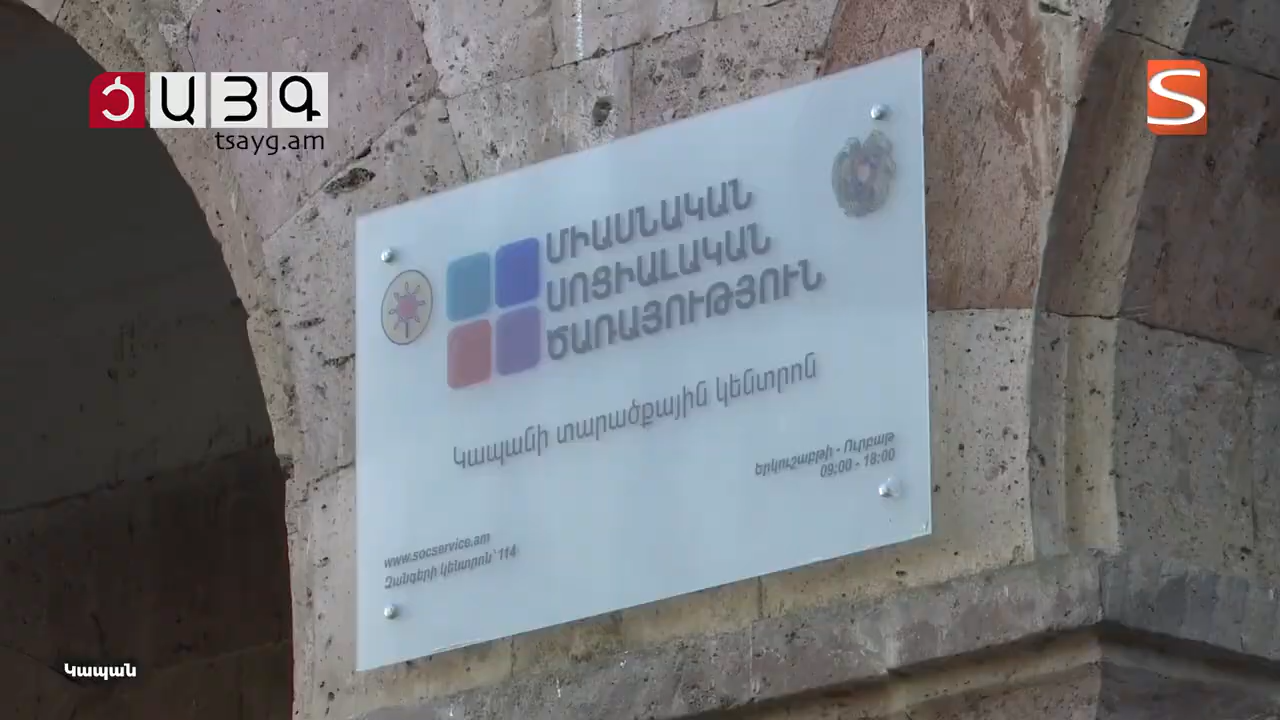 ՃԱՅԳ
tsayg.am
S
ՄԻԱՍՆԱԿԱՆ
ՍՈՑԻԱԼԱԿԱՆ
ԾԱՌԱՅՈՒԹՅՈՒՆ
Կապանի տարածքային կենտրոն
Երկուշաբթի - Ուրբաթ
09:00 - 18:00
www.socservice.am
Զանգերի կենտրոն՝ 114
Կապան